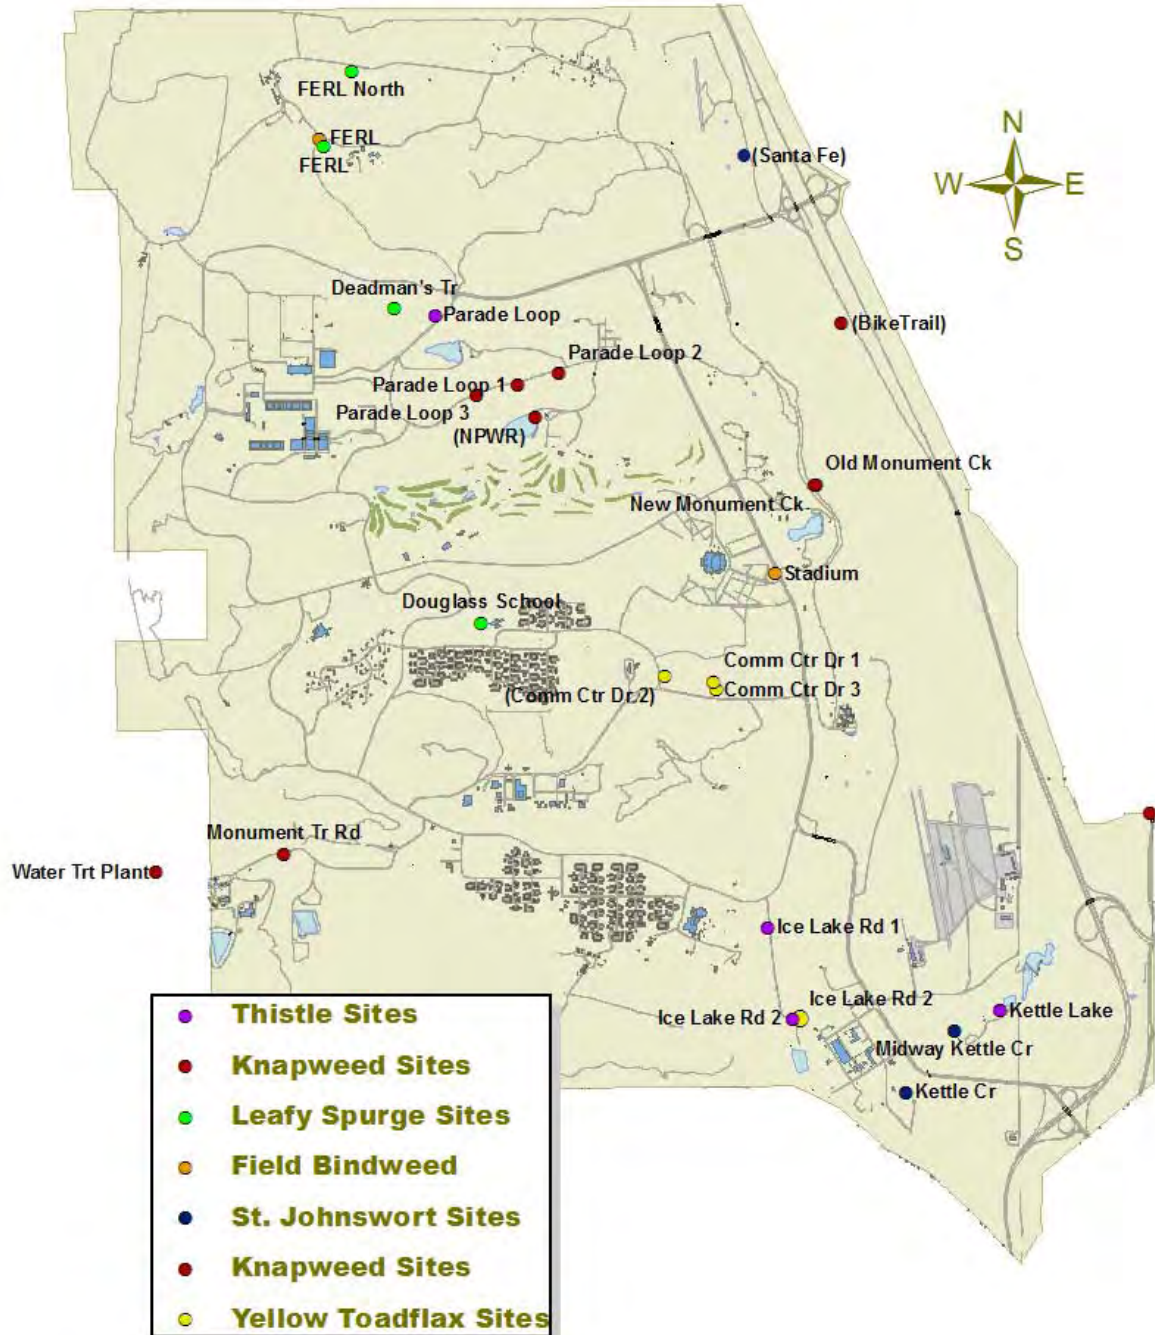 FERL North
FERL
FERL
(Santa Fe)
N
W
E
S
Deadman's Tr
Parade Loop
(BikeTrail)
Parade Loop 2
Parade Loop 1
Parade Loop 3
(NPWR)
Old Monument Ck
New Monument Ck
Stadium
Douglass School
Comm Ctr Dr 1
(Comm Ctr Dr 2)
Comm Ctr Dr 3
Monument Tr Rd
Water Trt Plant
Ice Lake Rd 1
Ice Lake Rd 2
Ice Lake Rd 2
Kettle Lake
Midway Kettle Cr
Kettle Cr
Thistle Sites
Knapweed Sites
Leafy Spurge Sites
Field Bindweed
St. Johnswort Sites
Knapweed Sites
Yellow Toadflax Sites